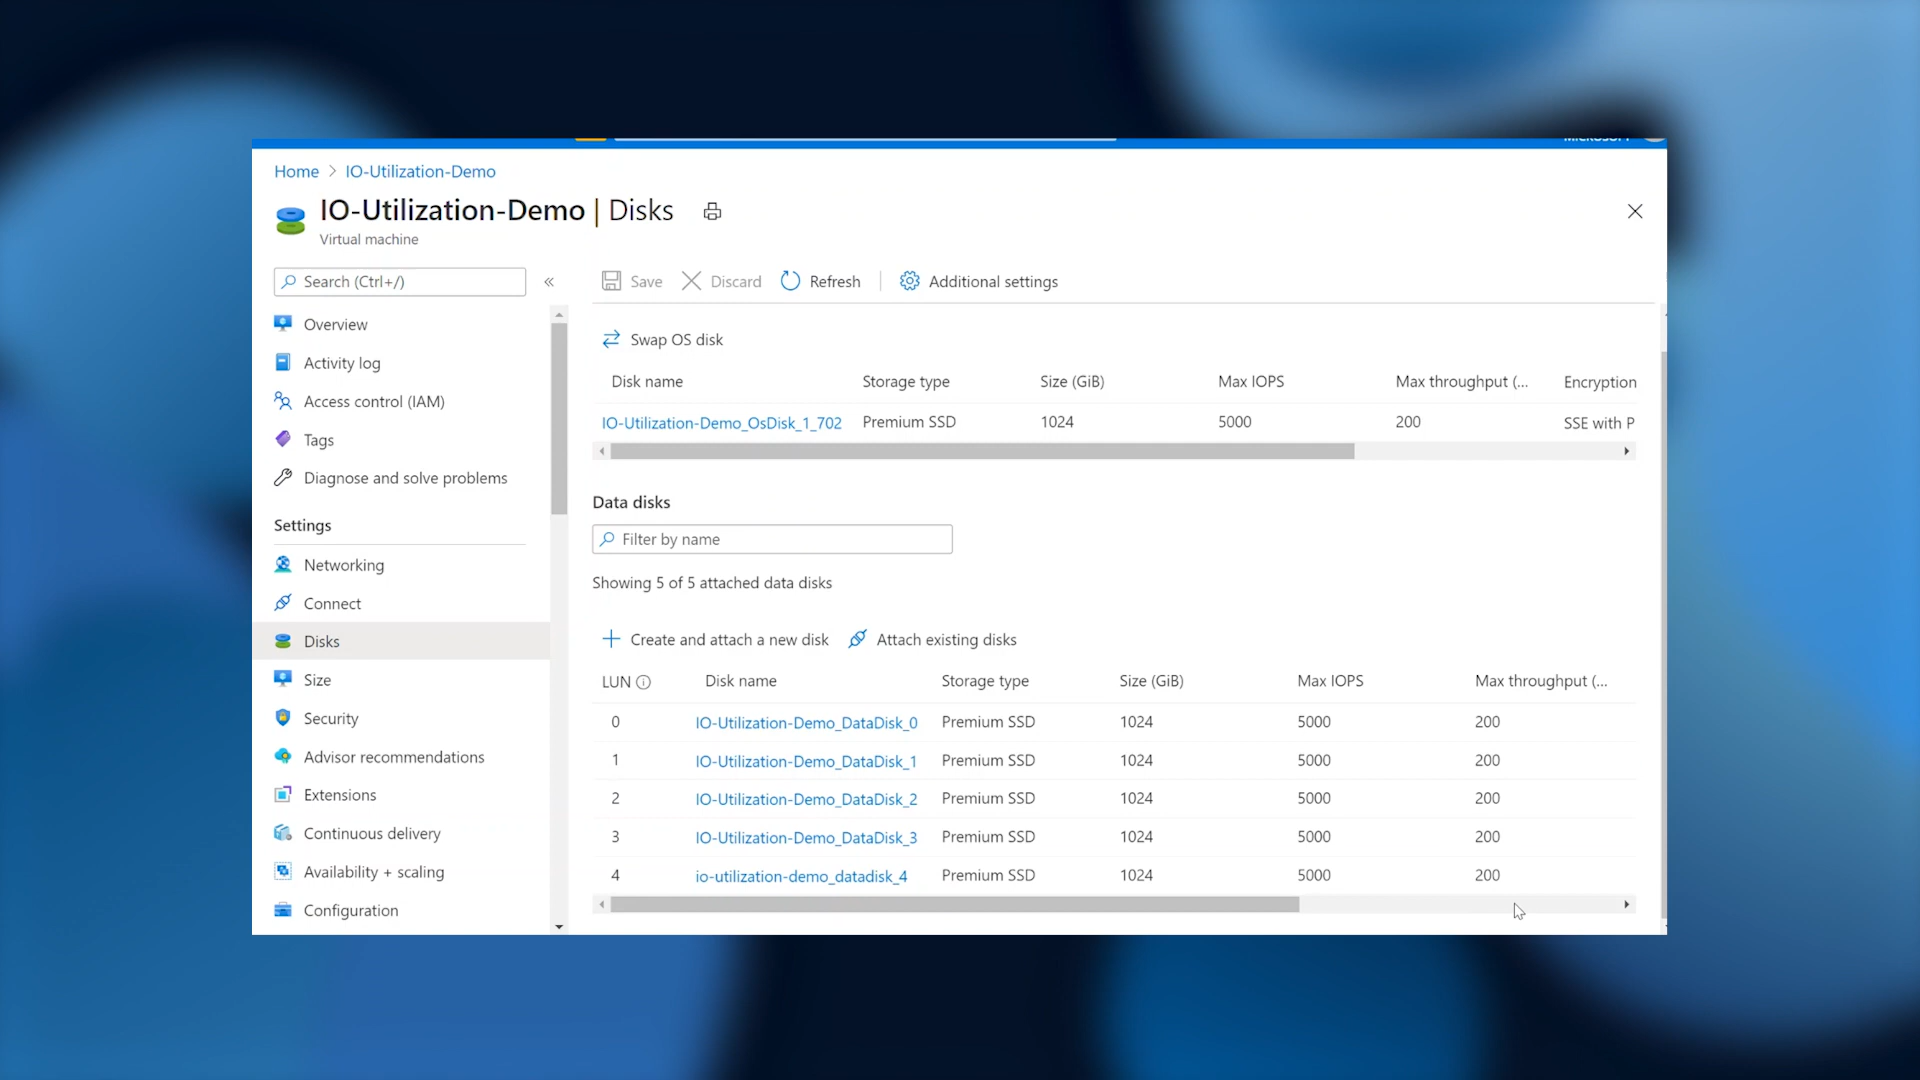 Home > IO-Utilization-Demo
IO-Utilization-Demo | Disks
Virtual machine
Search (Ctrl+/)
«
Overview
Activity log
Access control (IAM)
Tags
Diagnose and solve problems
Settings
Networking
Connect
Disks
Size
Security
Advisor recommendations
Extensions
Continuous delivery
Availability + scaling
Configuration
Save Discard Refresh Additional settings
Swap OS disk
Disk name Storage type Size (GiB) Max IOPS Max throughput (... Encryption
IO-Utilization-Demo_OsDisk_1_702 Premium SSD 1024 5000 200 SSE with P
Data disks
Filter by name
Showing 5 of 5 attached data disks
Create and attach a new disk Attach existing disks
LUN Disk name Storage type Size (GiB) Max IOPS Max throughput (...
0 IO-Utilization-Demo_DataDisk_0 Premium SSD 1024 5000 200
1 IO-Utilization-Demo_DataDisk_1 Premium SSD 1024 5000 200
2 IO-Utilization-Demo_DataDisk_2 Premium SSD 1024 5000 200
3 IO-Utilization-Demo_DataDisk_3 Premium SSD 1024 5000 200
4 io-utilization-demo_datadisk_4 Premium SSD 1024 5000 200